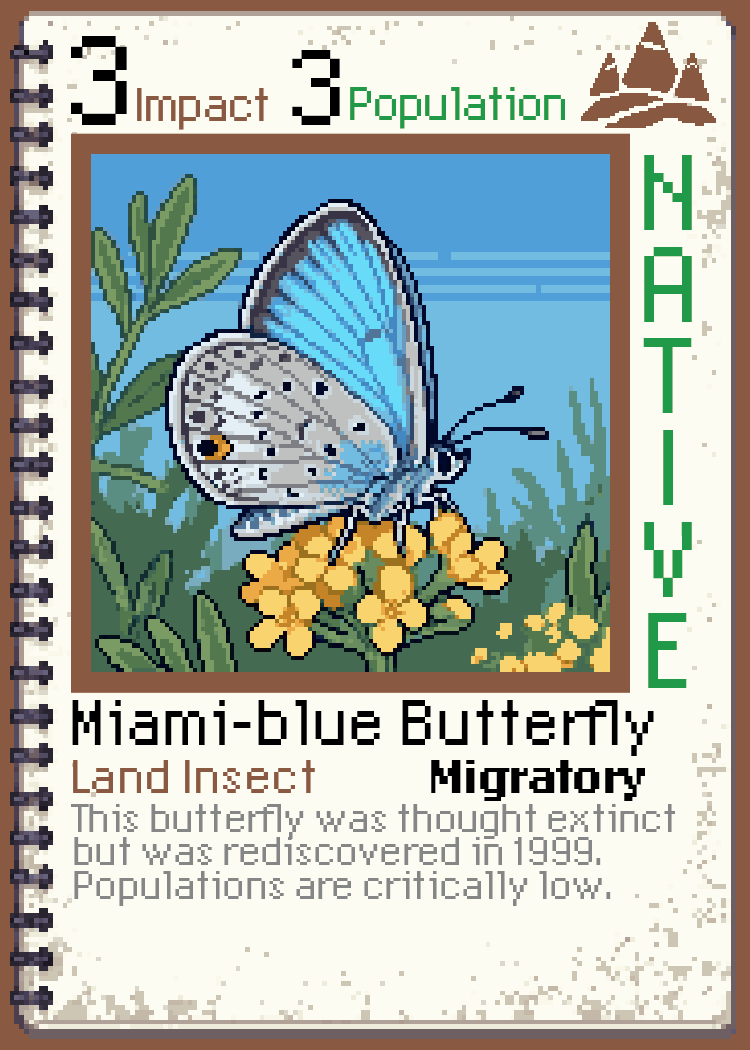 3 Impact 3 Population
NATIVE
Miami-blue Butterfly
Land Insect Migratory
This butterfly was thought extinct
but was rediscovered in 1999.
Populations are critically low.